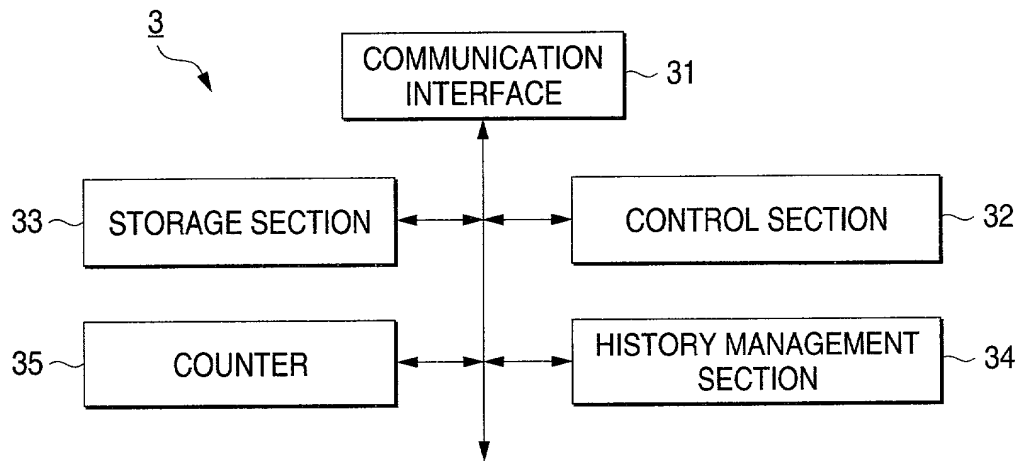 3
COMMUNICATION
INTERFACE
31
33
STORAGE SECTION
CONTROL SECTION
32
35
COUNTER
HISTORY MANAGEMENT
SECTION
34